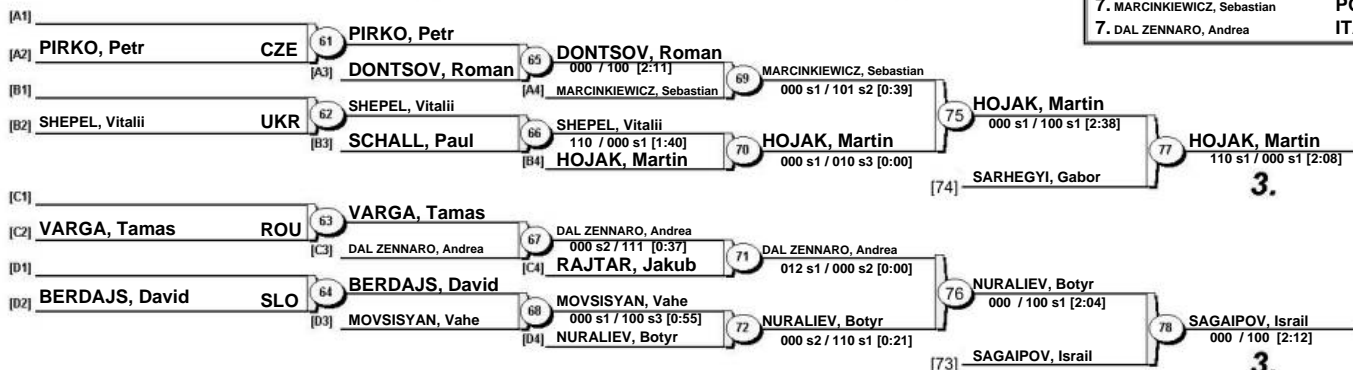 7. MARCINKIEWICZ, Sebastian
7. DAL ZENNARO, Andrea
[A1]
[A2] PIRKO, Petr CZE
61 PIRKO, Petr
[A3] DONTSOV, Roman
65 DONTSOV, Roman
000 / 100 [2:11]
[A4] MARCINKIEWICZ, Sebastian
69 MARCINKIEWICZ, Sebastian
000 s1 / 101 s2 [0:39]
[B1]
[B2] SHEPEL, Vitalii UKR
62 SHEPEL, Vitalii
[B3] SCHALL, Paul
66 SHEPEL, Vitalii
110 / 000 s1 [1:40]
[B4] HOJAK, Martin
70 HOJAK, Martin
000 s1 / 010 s3 [0:00]
75 HOJAK, Martin
000 s1 / 100 s1 [2:38]
[74] SARHEGYI, Gabor
77 HOJAK, Martin
110 s1 / 000 s1 [2:08]
3.
[C1]
[C2] VARGA, Tamas ROU
63 VARGA, Tamas
[C3] DAL ZENNARO, Andrea
67 DAL ZENNARO, Andrea
000 s2 / 111 [0:37]
[C4] RAJTAR, Jakub
71 DAL ZENNARO, Andrea
012 s1 / 000 s2 [0:00]
[D1]
[D2] BERDAJS, David SLO
64 BERDAJS, David
[D3] MOVSISYAN, Vahe
68 MOVSISYAN, Vahe
000 s1 / 100 s3 [0:55]
[D4] NURALIEV, Botyr
72 NURALIEV, Botyr
000 s2 / 110 s1 [0:21]
76 NURALIEV, Botyr
000 / 100 s1 [2:04]
[73] SAGAIPOV, Israil
78 SAGAIPOV, Israil
000 / 100 [2:12]
3.